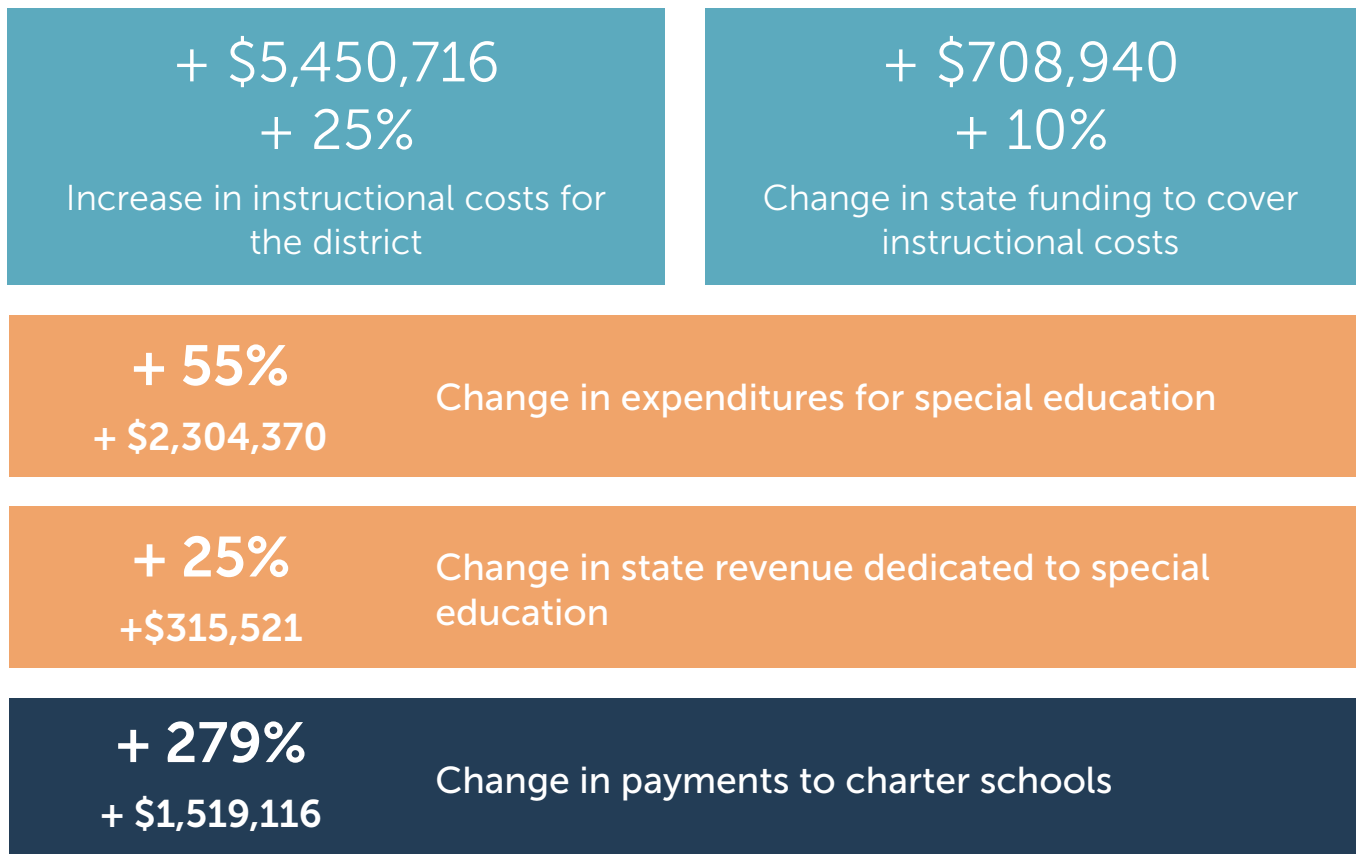 + $5,450,716
+ 25%
Increase in instructional costs for
the district
+ $708,940
+ 10%
Change in state funding to cover
instructional costs
+ 55%
+ $2,304,370
Change in expenditures for special education
+ 25%
+$315,521
Change in state revenue dedicated to special
education
+ 279%
+ $1,519,116
Change in payments to charter schools